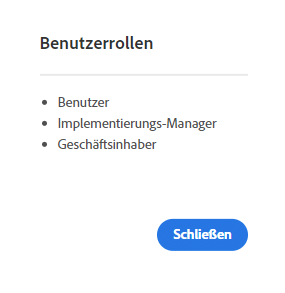 Benutzerrollen
Benutzer
Implementierungs-Manager
Geschäftsinhaber
Schließen